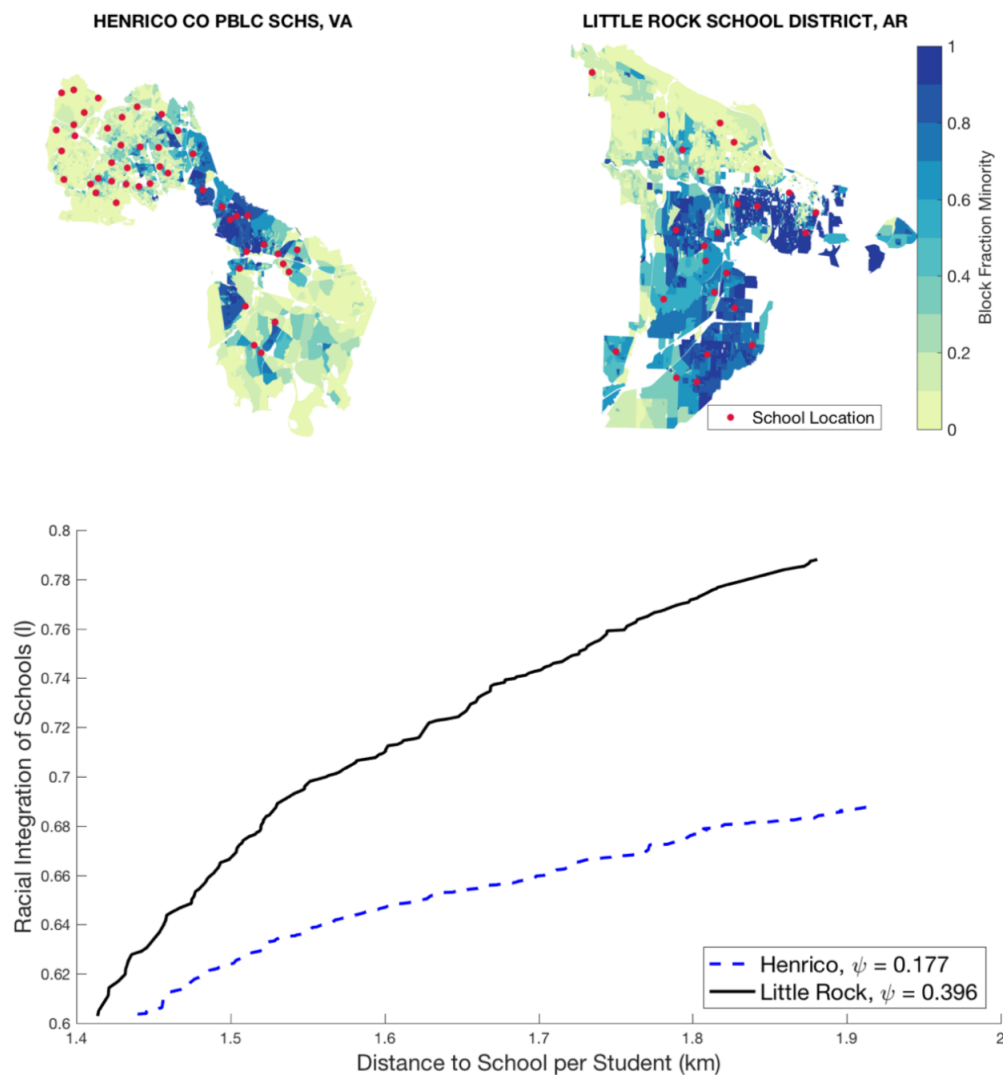 HENRICO CO PBLC SCHS, VA
LITTLE ROCK SCHOOL DISTRICT, AR
1
0.8
0.6
0.4
0.2
0
Block Fraction Minority
School Location
0.8
0.78
0.76
0.74
0.72
0.7
0.68
0.66
0.64
0.62
0.6
Racial Integration of Schools (I)
Henrico, ψ = 0.177
Little Rock, ψ = 0.396
1.4 1.5 1.6 1.7 1.8 1.9 2
Distance to School per Student (km)